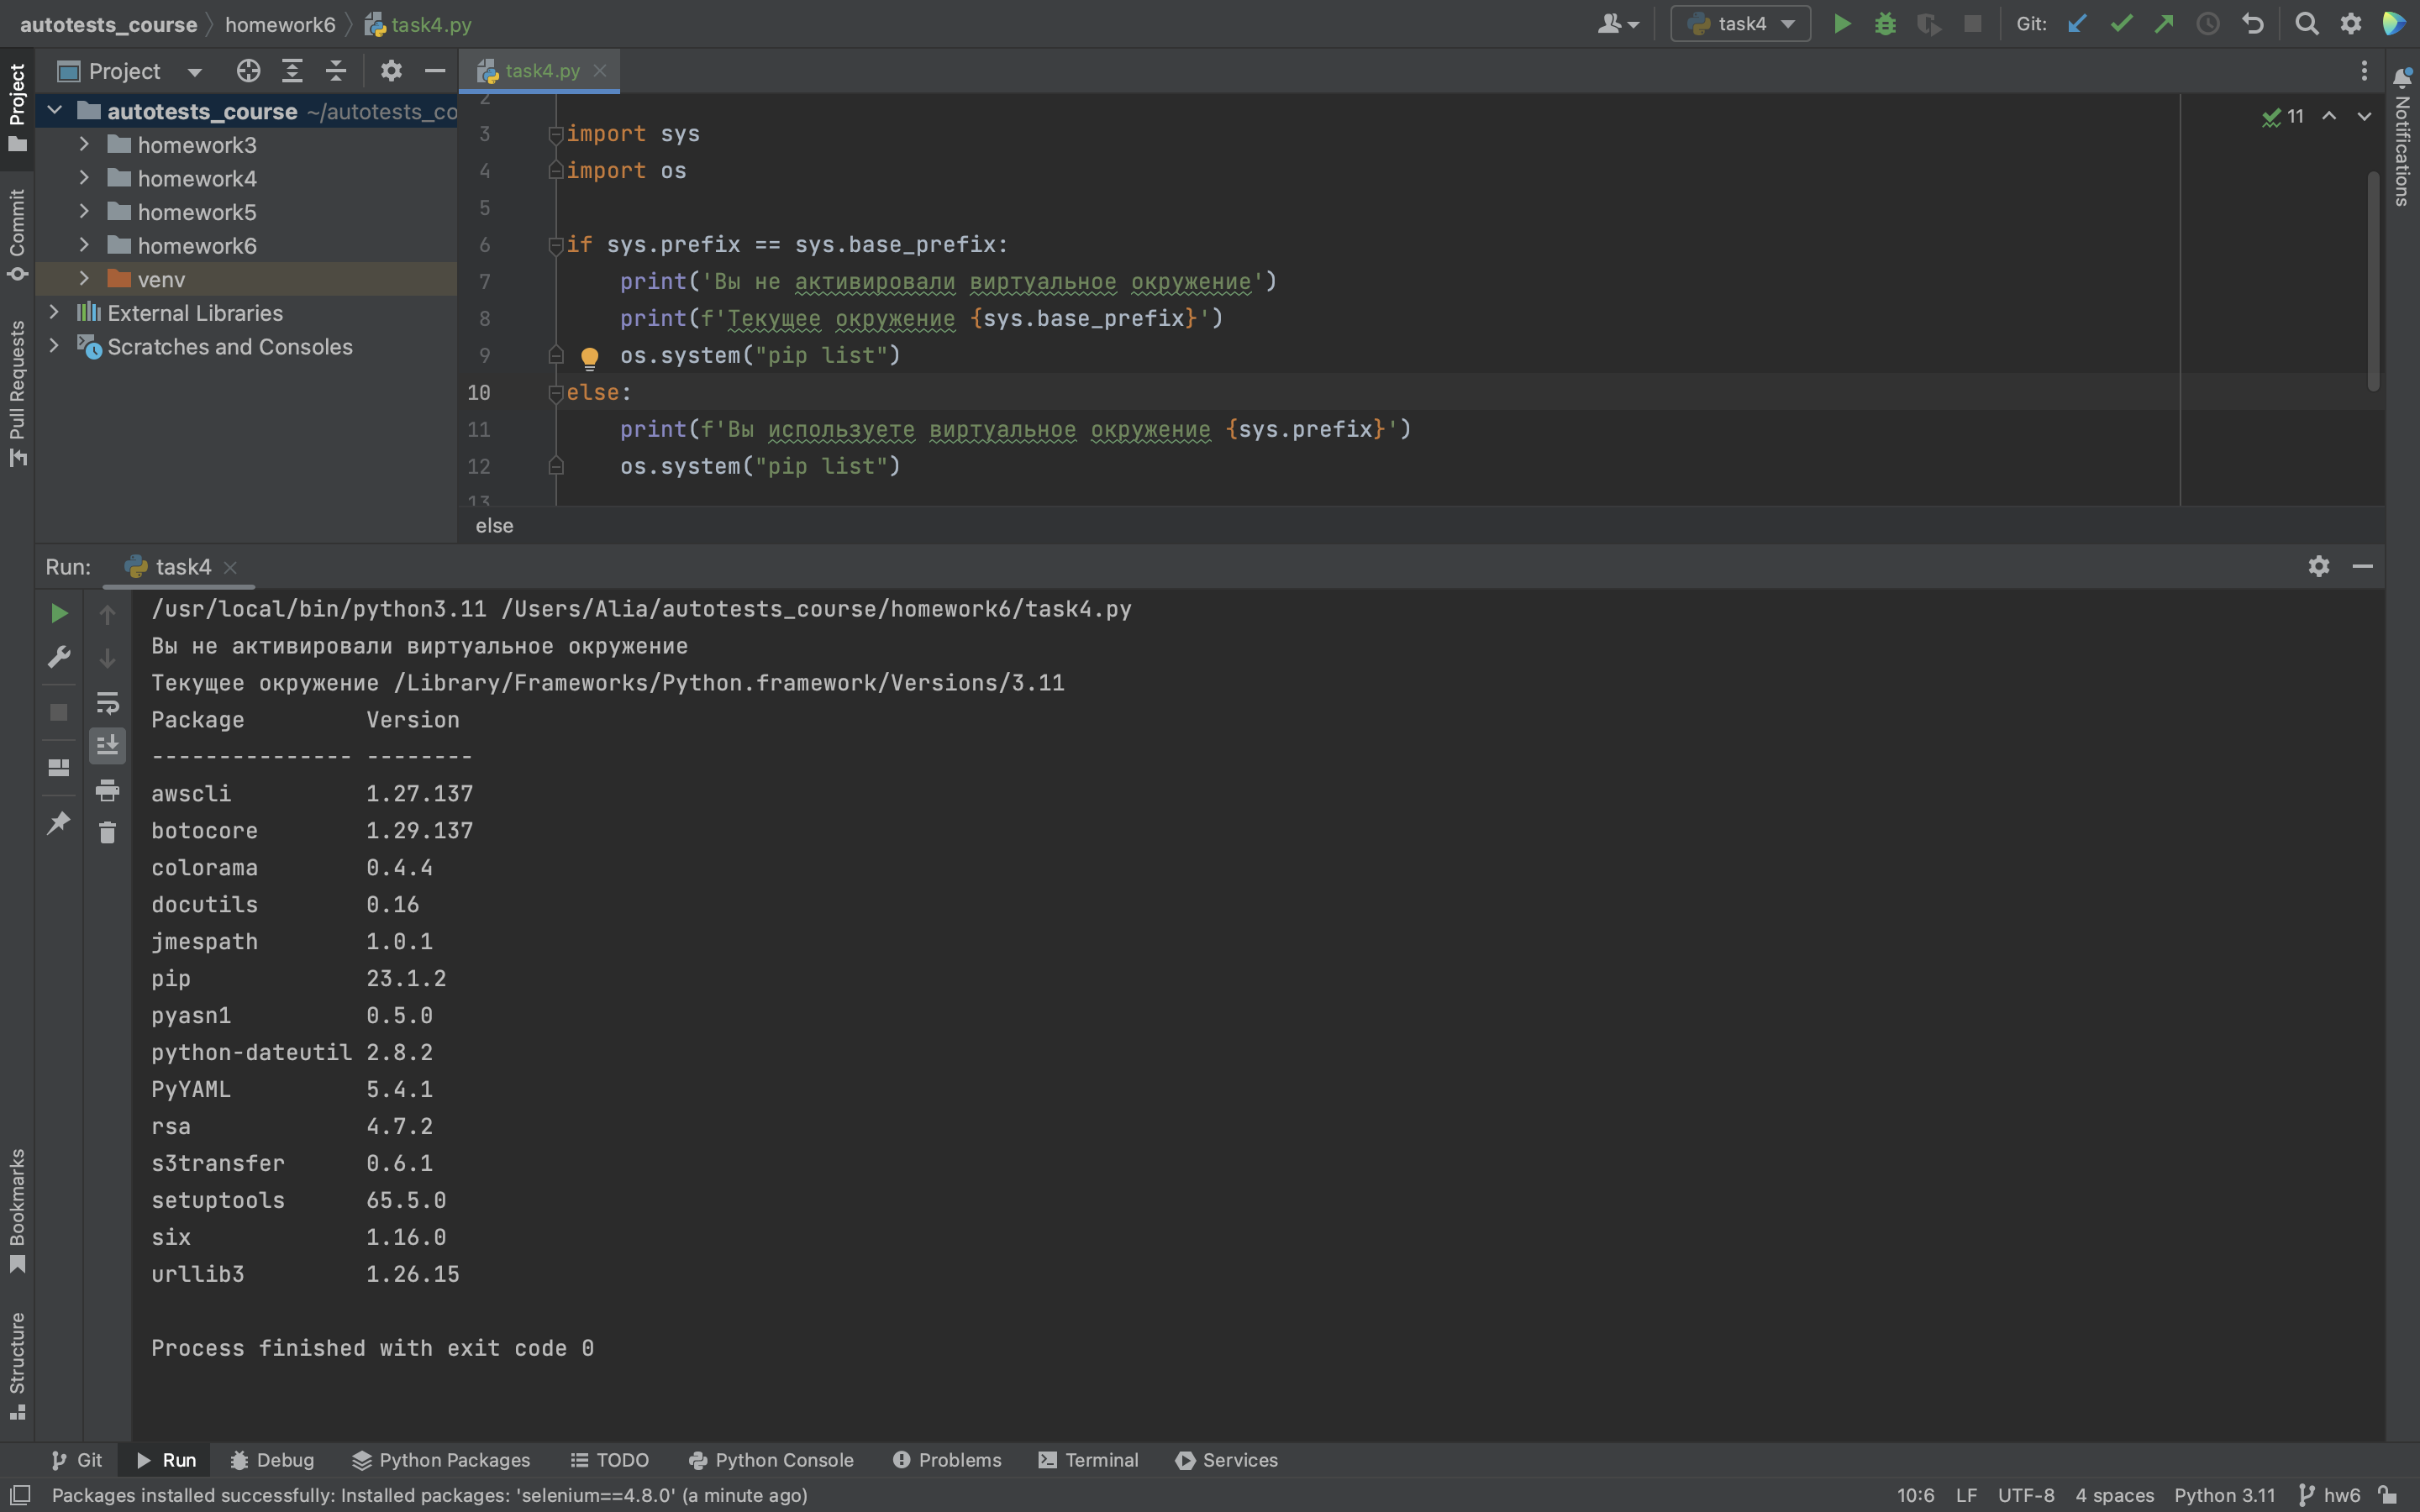 autotests_course homework6 task4.py
task4 Git:
Project
task4.py
Project
Commit
Pull Requests
Bookmarks
Structure
Notifications
autotests_course ~/autotests_co
homework3
homework4
homework5
homework6
venv
External Libraries
Scratches and Consoles
11
2
3 import sys
4 import os
5
6 if sys.prefix == sys.base_prefix:
7 print('Вы не активировали виртуальное окружение')
8 print(f'Текущее окружение {sys.base_prefix}')
9 os.system("pip list")
10 else:
11 print(f'Вы используете виртуальное окружение {sys.prefix}')
12 os.system("pip list")
13
else
Run: task4
/usr/local/bin/python3.11 /Users/Alia/autotests_course/homework6/task4.py
Вы не активировали виртуальное окружение
Текущее окружение /Library/Frameworks/Python.framework/Versions/3.11
Package Version
--------------- --------
awscli 1.27.137
botocore 1.29.137
colorama 0.4.4
docutils 0.16
jmespath 1.0.1
pip 23.1.2
pyasn1 0.5.0
python-dateutil 2.8.2
PyYAML 5.4.1
rsa 4.7.2
s3transfer 0.6.1
setuptools 65.5.0
six 1.16.0
urllib3 1.26.15
Process finished with exit code 0
Git Run Debug Python Packages TODO Python Console Problems Terminal Services
Packages installed successfully: Installed packages: 'selenium==4.8.0' (a minute ago) 10:6 LF UTF-8 4 spaces Python 3.11 hw6